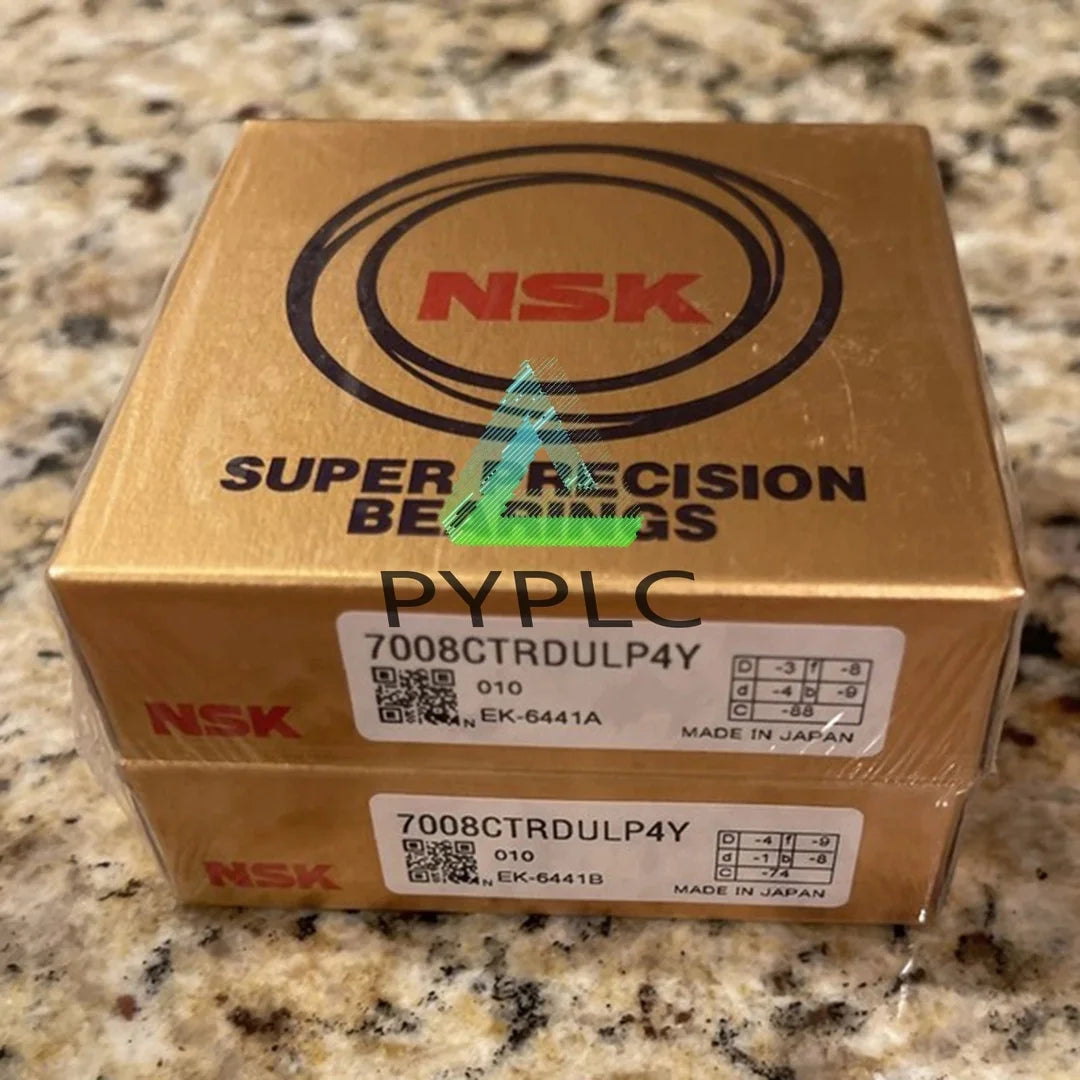 NSK
SUPER PRECISION
BEARINGS
PYPLC
7008CTRDULP4Y
010
N EK-6441A
D -3 f -8
d -4 b -9
C -88
MADE IN JAPAN
NSK
7008CTRDULP4Y
010
N EK-6441B
D -4 f -9
d -1 b -8
C -74
MADE IN JAPAN
NSK